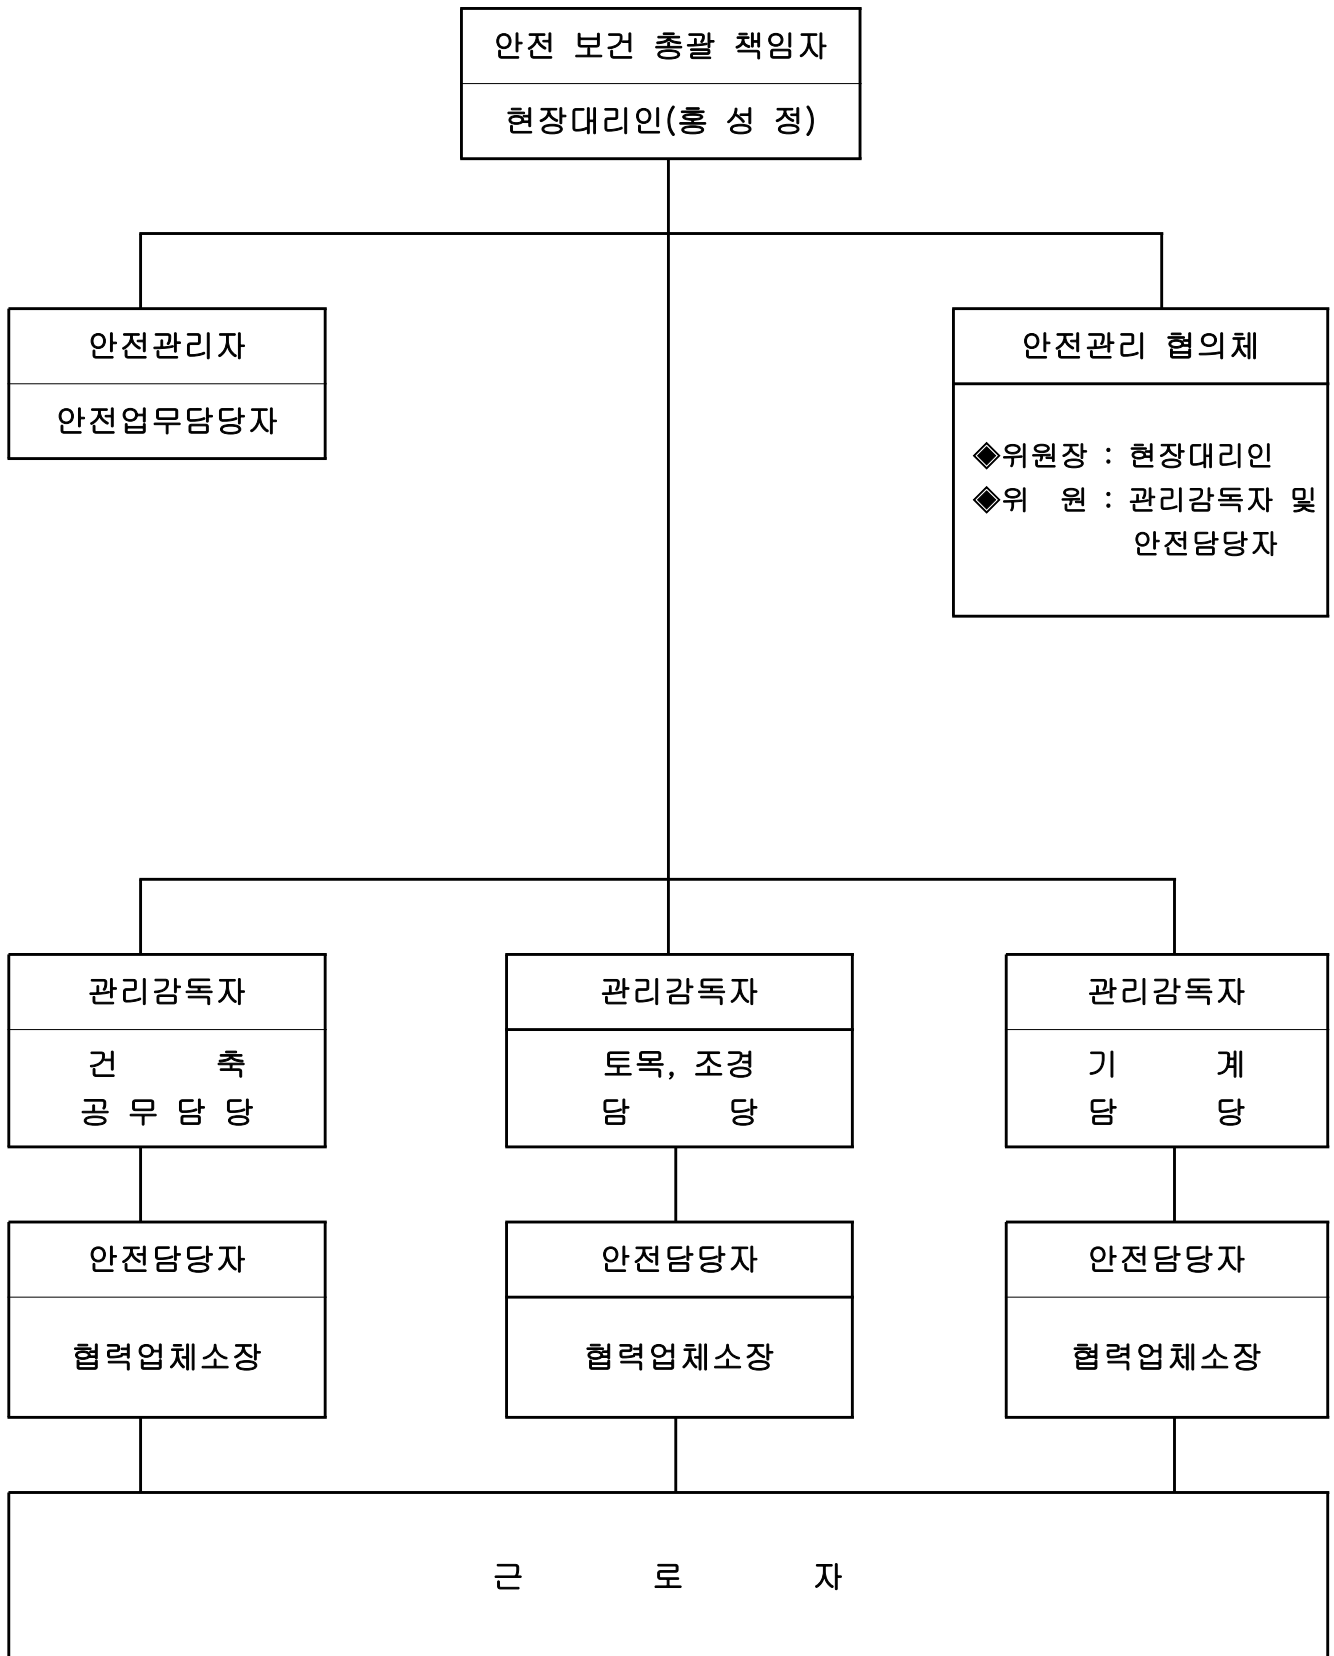 안전 보건 총괄 책임자
현장대리인(홍 성 정)
안전관리자
안전업무담당자
안전관리 협의체
◈위원장 : 현장대리인
◈위 원 : 관리감독자 및
안전담당자
관리감독자
건 축
공 무 담 당
관리감독자
토목, 조경
담 당
관리감독자
기 계
담 당
안전담당자
협력업체소장
안전담당자
협력업체소장
안전담당자
협력업체소장
근 로 자